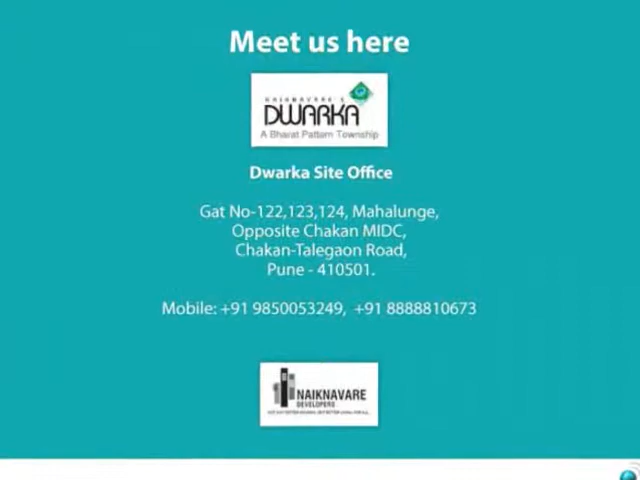 Meet us here
NAIKNAVARE'S
DWARKA
A Bharat Pattern Township
Dwarka Site Office
Gat No-122,123,124, Mahalunge,
Opposite Chakan MIDC,
Chakan-Talegaon Road,
Pune - 410501.
Mobile: +91 9850053249, +91 8888810673
NAIKNAVARE
DEVELOPERS